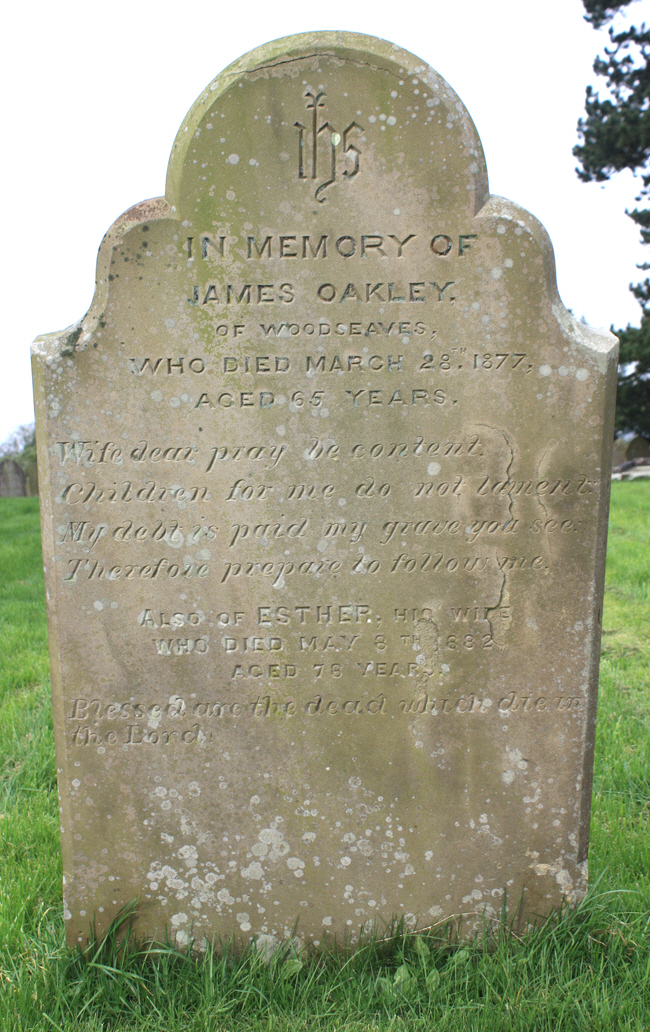 ihs
IN MEMORY OF
JAMES OAKLEY.
OF WOODSEAVES,
WHO DIED MARCH 28.TH 1877,
AGED 65 YEARS.
Wife dear pray be content.
Children for me do not lament
My debt is paid my grave you see.
Therefore prepare to follow me.
ALSO OF ESTHER. HIS WIFE
WHO DIED MAY 8TH 1882
AGED 78 YEARS.
Blessed are the dead which die in
the Lord.